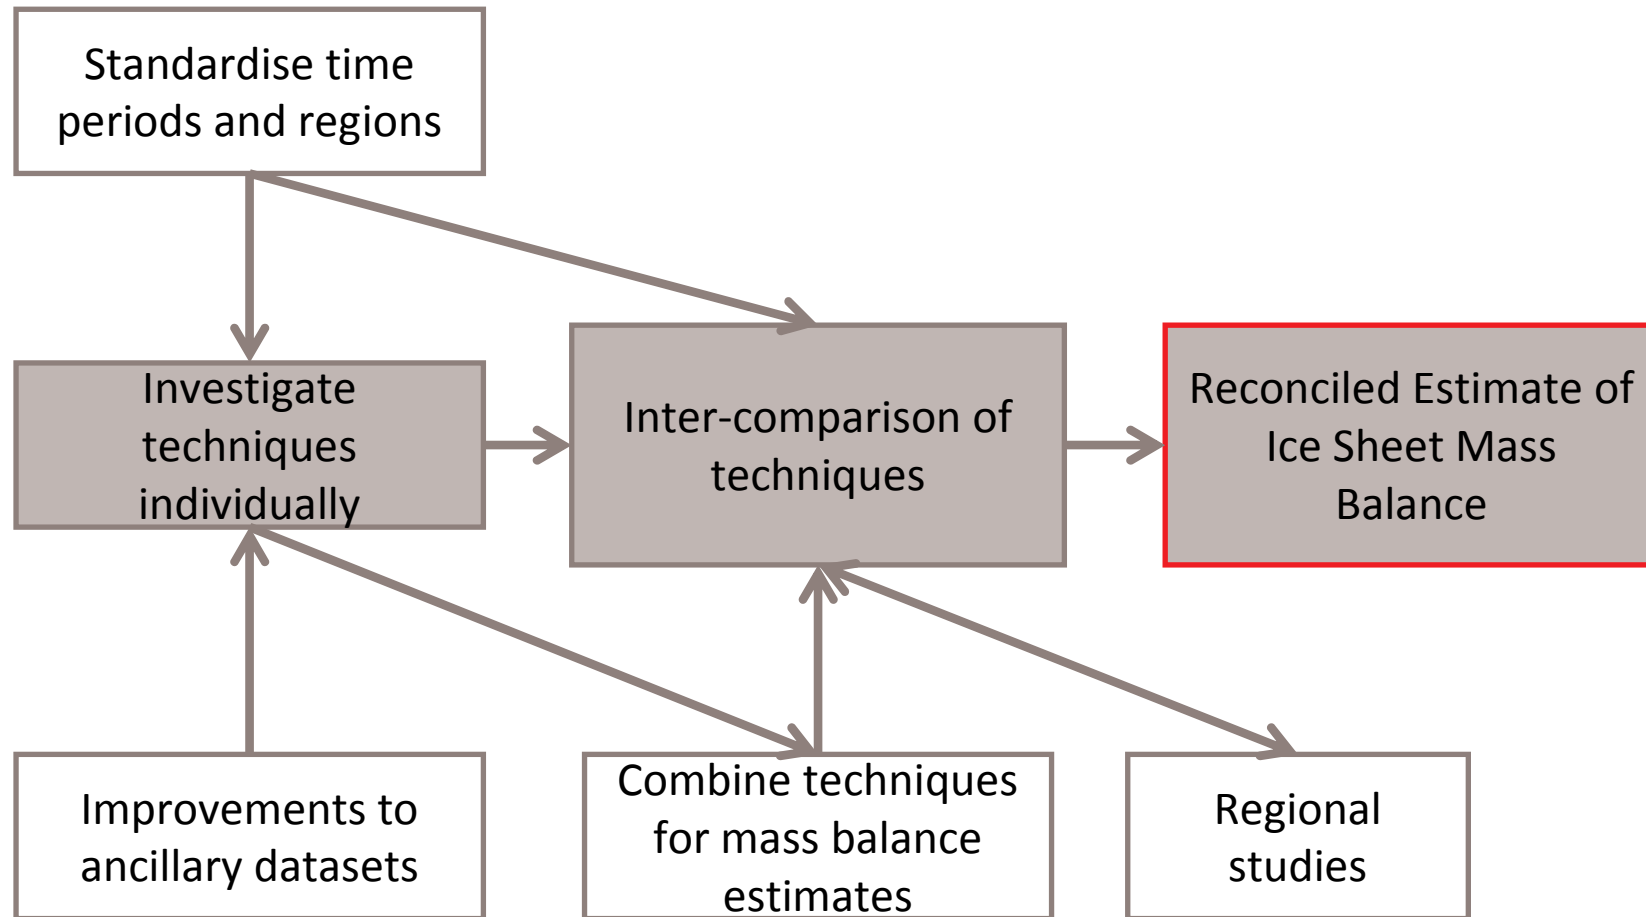 Standardise time
periods and regions
Investigate
techniques
individually
Inter-comparison of
techniques
Reconciled Estimate of
Ice Sheet Mass
Balance
Improvements to
ancillary datasets
Combine techniques
for mass balance
estimates
Regional
studies